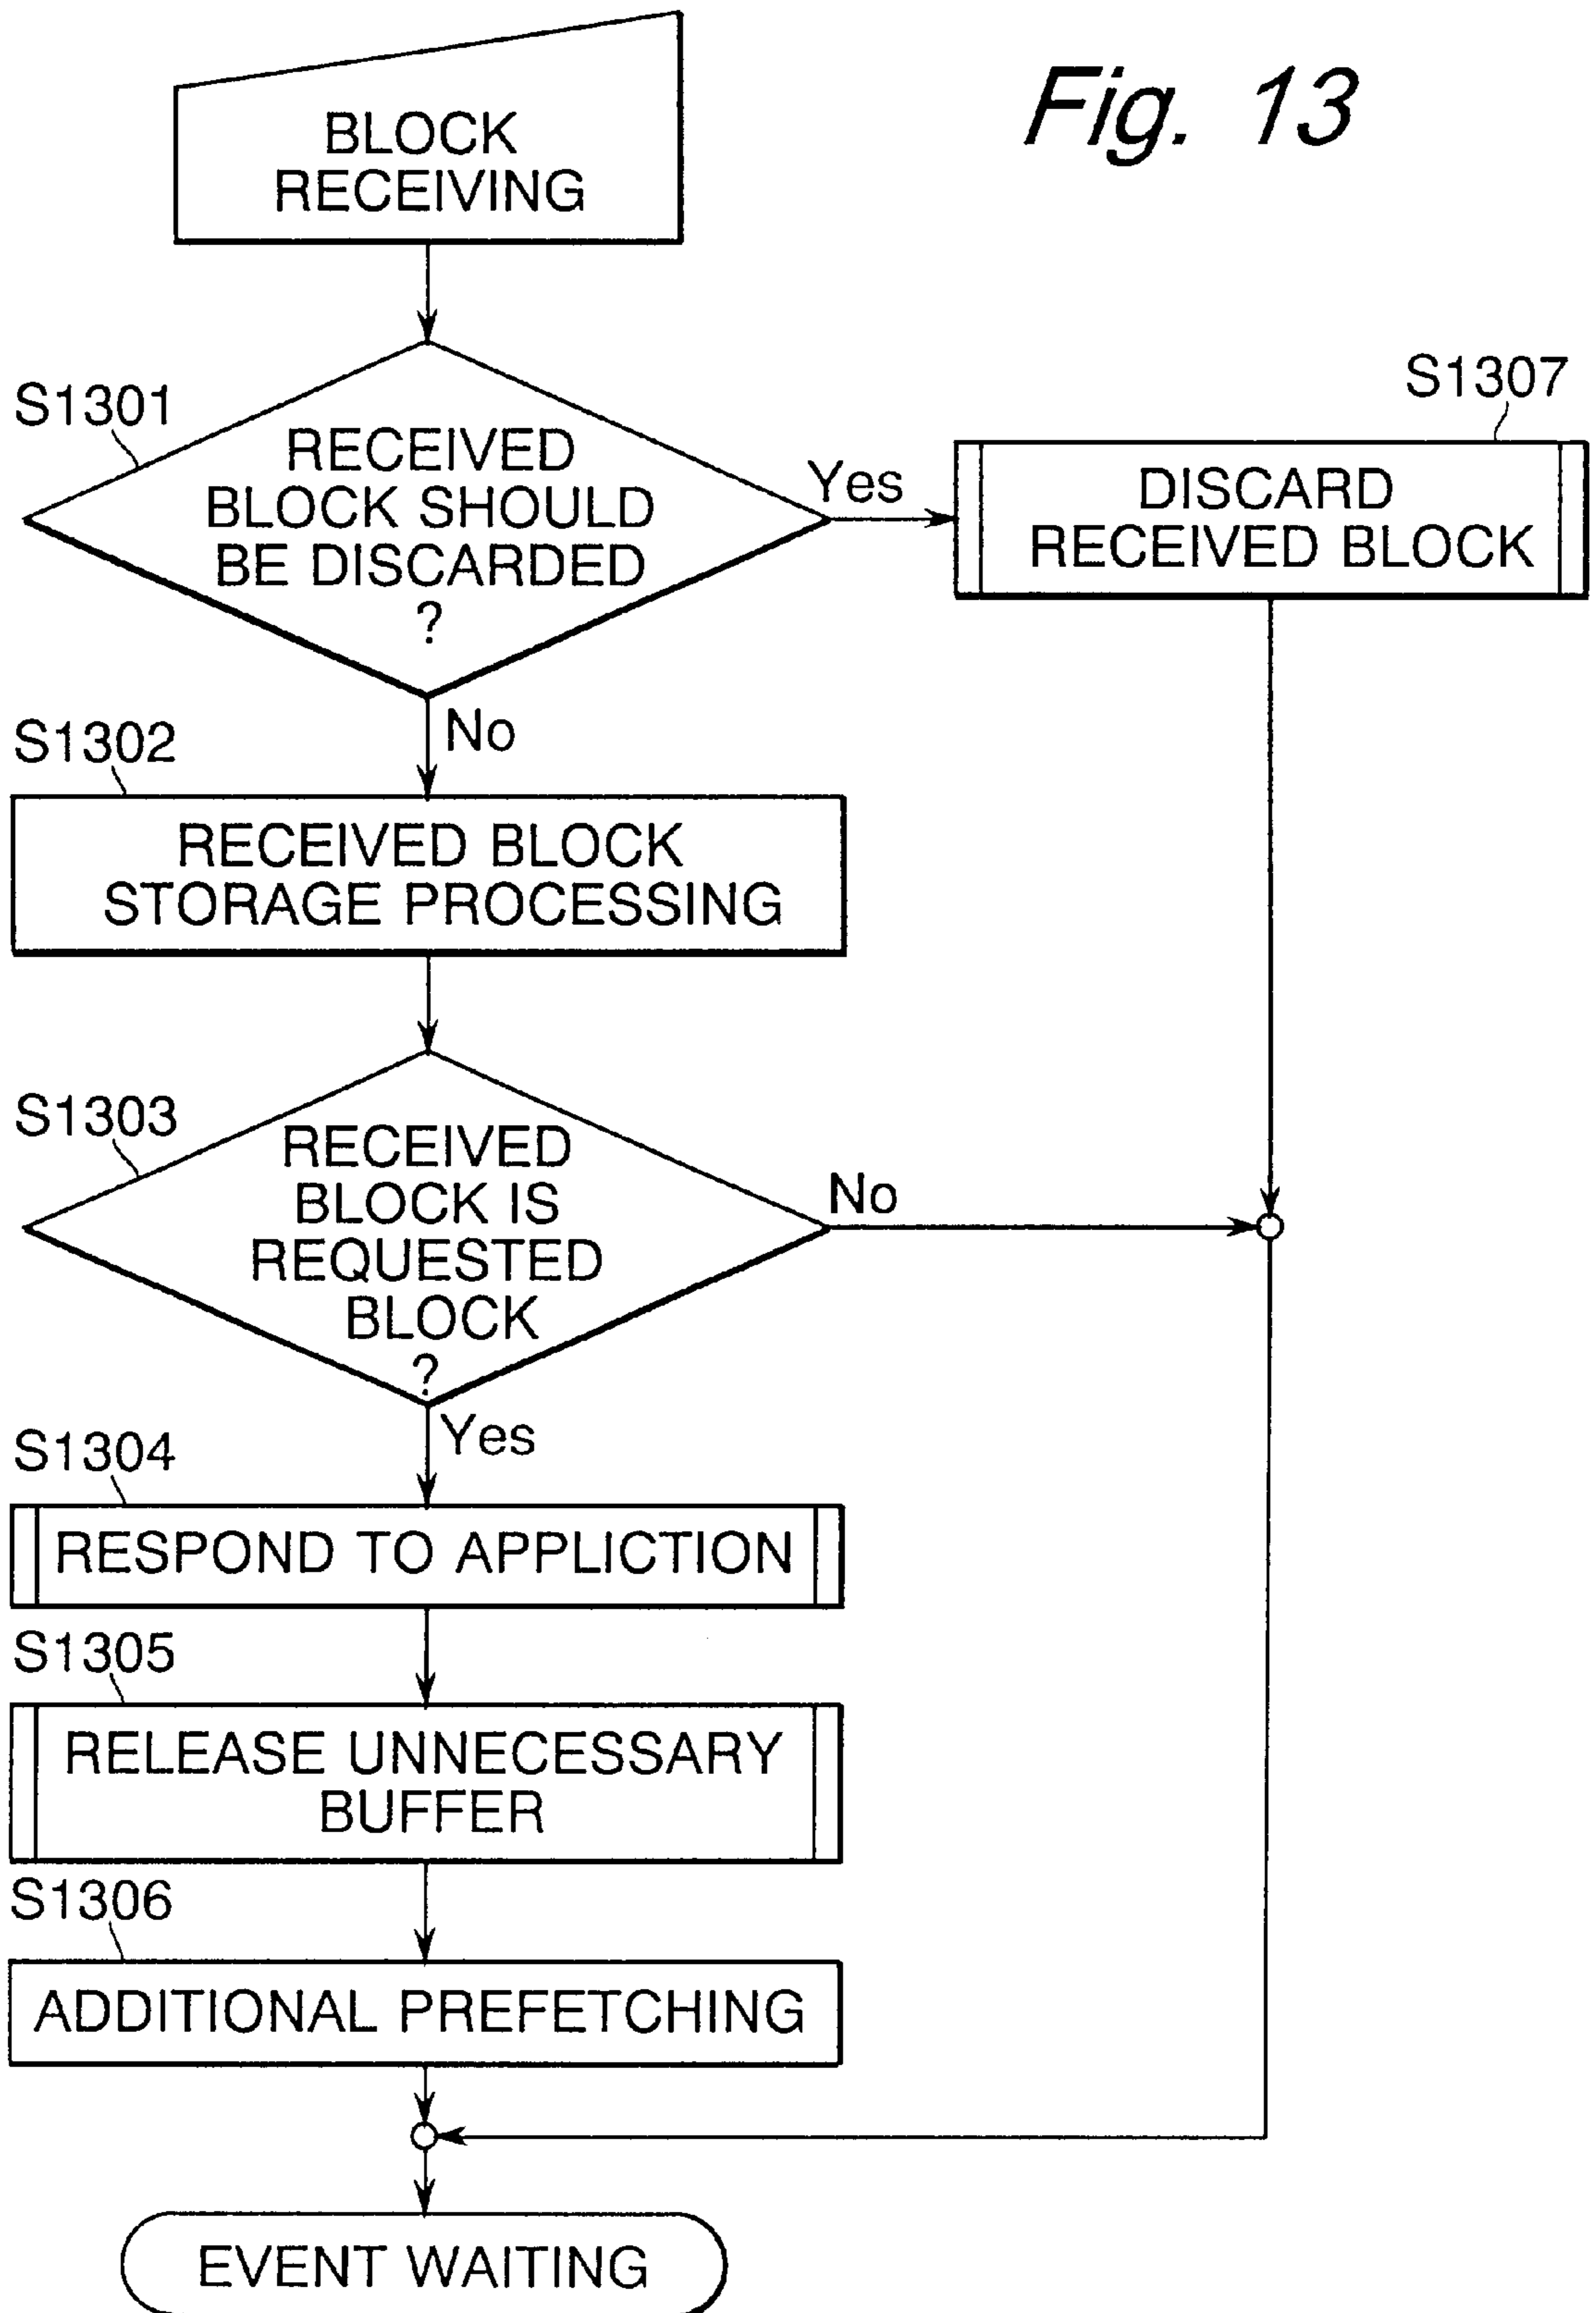 Fig. 13
BLOCK
RECEIVING
S1301
RECEIVED
BLOCK SHOULD
BE DISCARDED
?
Yes
S1307
DISCARD
RECEIVED BLOCK
No
S1302
RECEIVED BLOCK
STORAGE PROCESSING
S1303
RECEIVED
BLOCK IS
REQUESTED
BLOCK
?
No
Yes
S1304
RESPOND TO APPLICTION
S1305
RELEASE UNNECESSARY
BUFFER
S1306
ADDITIONAL PREFETCHING
EVENT WAITING